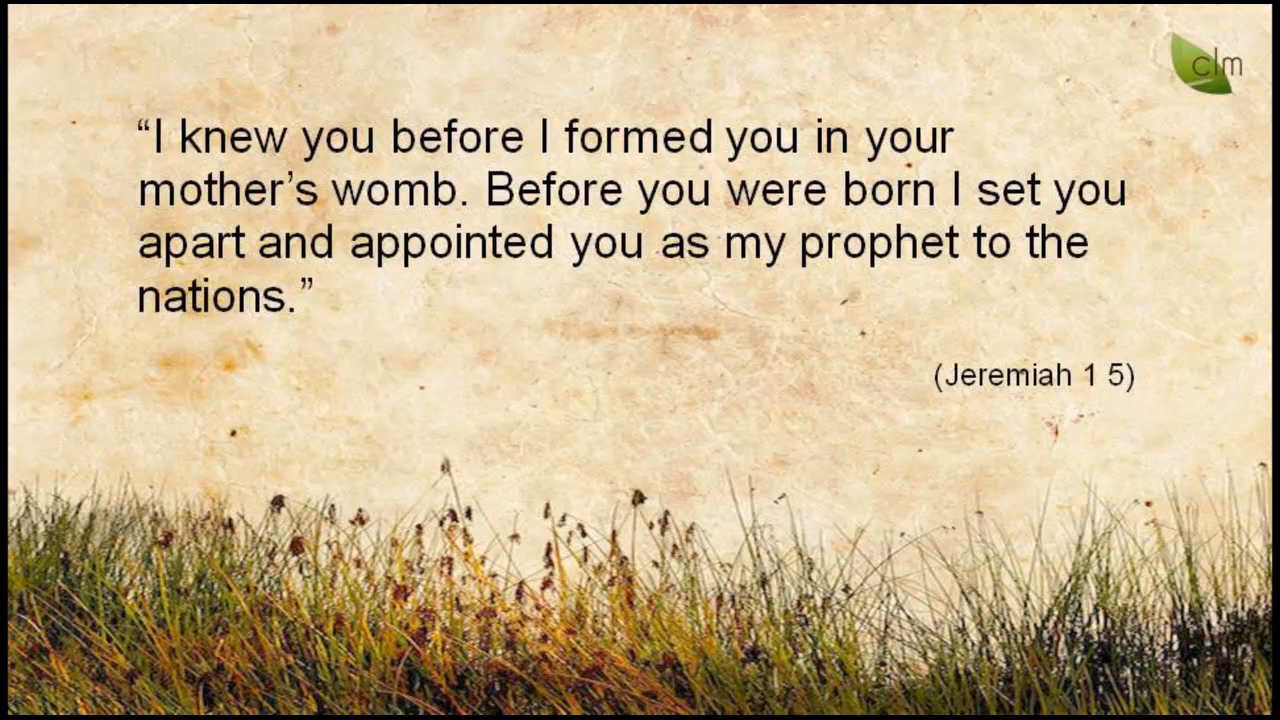 clm
“I knew you before I formed you in your
mother’s womb. Before you were born I set you
apart and appointed you as my prophet to the
nations.”
(Jeremiah 1 5)